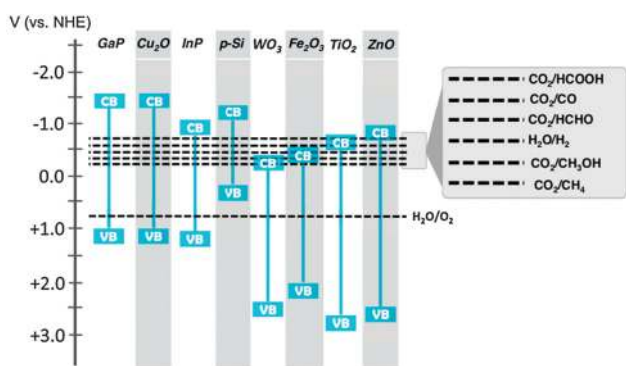 V (vs. NHE)
GaP Cu₂O InP p-Si WO₃ Fe₂O₃ TiO₂ ZnO
-2.0
CB CB CB
-1.0
CB CB
CB CB CB
0.0
VB
+1.0
VB VB VB
+2.0
VB
VB VB VB
+3.0
H₂O/O₂
CO₂/HCOOH
CO₂/CO
CO₂/HCHO
H₂O/H₂
CO₂/CH₃OH
CO₂/CH₄